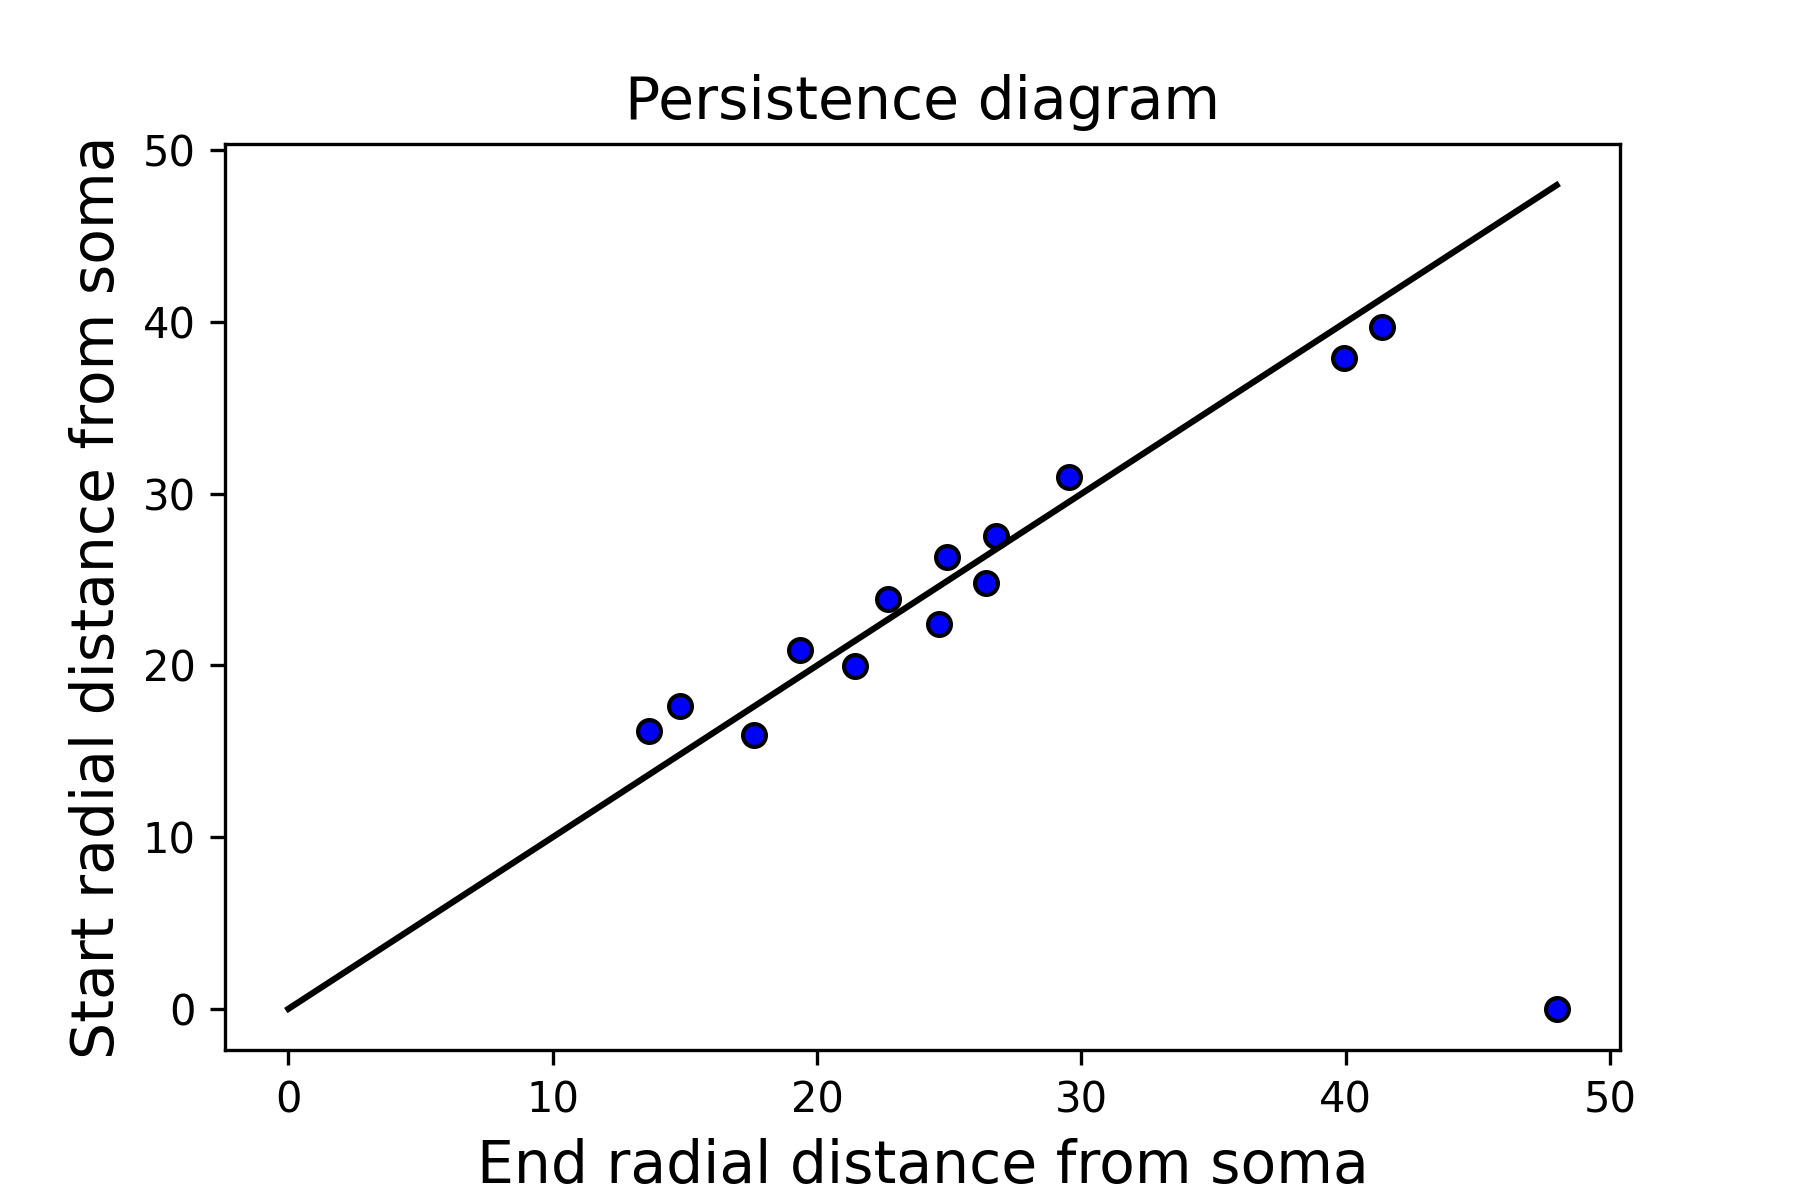 Persistence diagram
Start radial distance from soma
50
40
30
20
10
0
0 10 20 30 40 50
End radial distance from soma